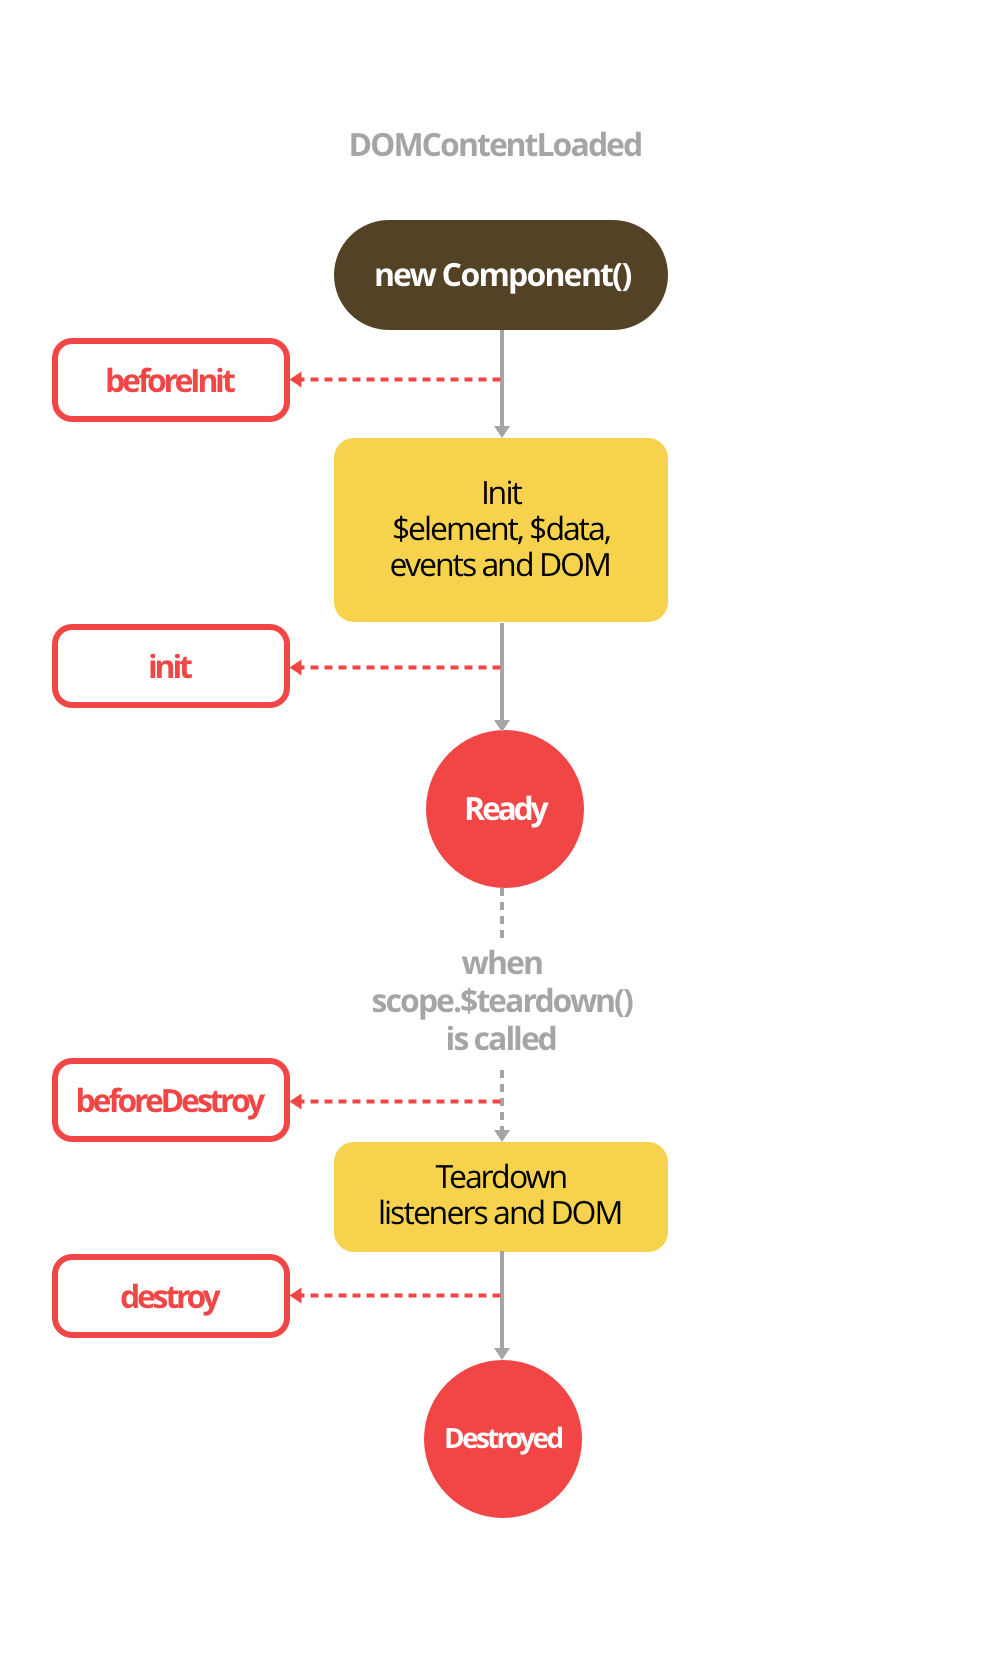 DOMContentLoaded
new Component()
beforeInit
Init
$element, $data,
events and DOM
init
Ready
when
scope.$teardown()
is called
beforeDestroy
Teardown
listeners and DOM
destroy
Destroyed